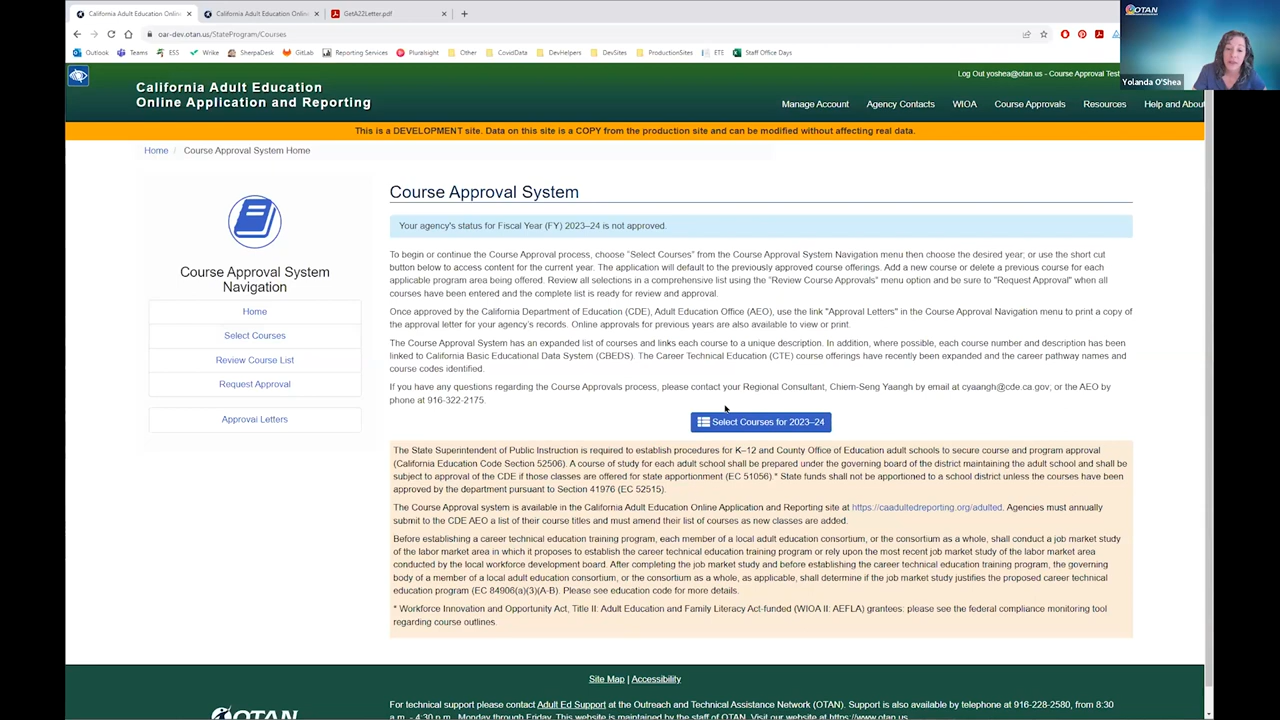 California Adult Education Onlin
California Adult Education Online
GetA22Letter.pdf
oar-dev.otan.us/StateProgram/Courses
Outlook
Teams
ESS
Wrike
SherpaDesk
GitLab
Reporting Services
Pluralsight
Other
CovidData
DevHelpers
DevSites
ProductionSites
ETE
Staff Office Days
OTAN
Yolanda O'Shea
California Adult Education
Online Application and Reporting
Log Out yoshea@otan.us - Course Approval Test
Manage Account
Agency Contacts
WIOA
Course Approvals
Resources
Help and About
This is a DEVELOPMENT site. Data on this site is a COPY from the production site and can be modified without affecting real data.
Home / Course Approval System Home
Course Approval System
Navigation
Home
Select Courses
Review Course List
Request Approval
Approval Letters
Course Approval System
Your agency's status for Fiscal Year (FY) 2023–24 is not approved.
To begin or continue the Course Approval process, choose "Select Courses" from the Course Approval System Navigation menu then choose the desired year, or use the short cut
button below to access content for the current year. The application will default to the previously approved course offerings. Add a new course or delete a previous course for each
applicable program area being offered. Review all selections in a comprehensive list using the "Review Course Approvals" menu option and be sure to "Request Approval" when all
courses have been entered and the complete list is ready for review and approval.
Once approved by the California Department of Education (CDE), Adult Education Office (AEO), use the link "Approval Letters" in the Course Approval Navigation menu to print a copy of
the approval letter for your agency's records. Online approvals for previous years are also available to view or print.
The Course Approval System has an expanded list of courses and links each course to a unique description. In addition, where possible, each course number and description has been
linked to California Basic Educational Data System (CBEDS). The Career Technical Education (CTE) course offerings have recently been expanded and the career pathway names and
course codes identified.
If you have any questions regarding the Course Approvals process, please contact your Regional Consultant, Chiem-Seng Yaangh by email at cyaangh@cde.ca.gov; or the AEO by
phone at 916-322-2175.
Select Courses for 2023–24
The State Superintendent of Public Instruction is required to establish procedures for K–12 and County Office of Education adult schools to secure course and program approval
(California Education Code Section 52506). A course of study for each adult school shall be prepared under the governing board of the district maintaining the adult school and shall be
subject to approval of the CDE if those classes are offered for state apportionment (EC 51056).* State funds shall not be apportioned to a school district unless the courses have been
approved by the department pursuant to Section 41976 (EC 52515).
The Course Approval system is available in the California Adult Education Online Application and Reporting site at https://caadultedreporting.org/adulted. Agencies must annually
submit to the CDE AEO a list of their course titles and must amend their list of courses as new classes are added.
Before establishing a career technical education training program, each member of a local adult education consortium, or the consortium as a whole, shall conduct a job market study
of the labor market area in which it proposes to establish the career technical education training program or rely upon the most recent job market study of the labor market area
conducted by the local workforce development board. After completing the job market study and before establishing the career technical education training program, the governing
body of a member of a local adult education consortium, or the consortium as a whole, as applicable, shall determine if the job market study justifies the proposed career technical
education program (EC 84906(a)(3)(A-B). Please see education code for more details.
* Workforce Innovation and Opportunity Act, Title II: Adult Education and Family Literacy Act-funded (WIOA II: AEFLA) grantees: please see the federal compliance monitoring tool
regarding course outlines.
Site Map | Accessibility
OTAN
For technical support please contact Adult Ed Support at the Outreach and Technical Assistance Network (OTAN). Support is also available by telephone at 916-228-2580, from 8:30
a.m. - 4:30 p.m. Monday through Friday. This website is maintained by the staff of OTAN. Visit our website at https://www.otan.us